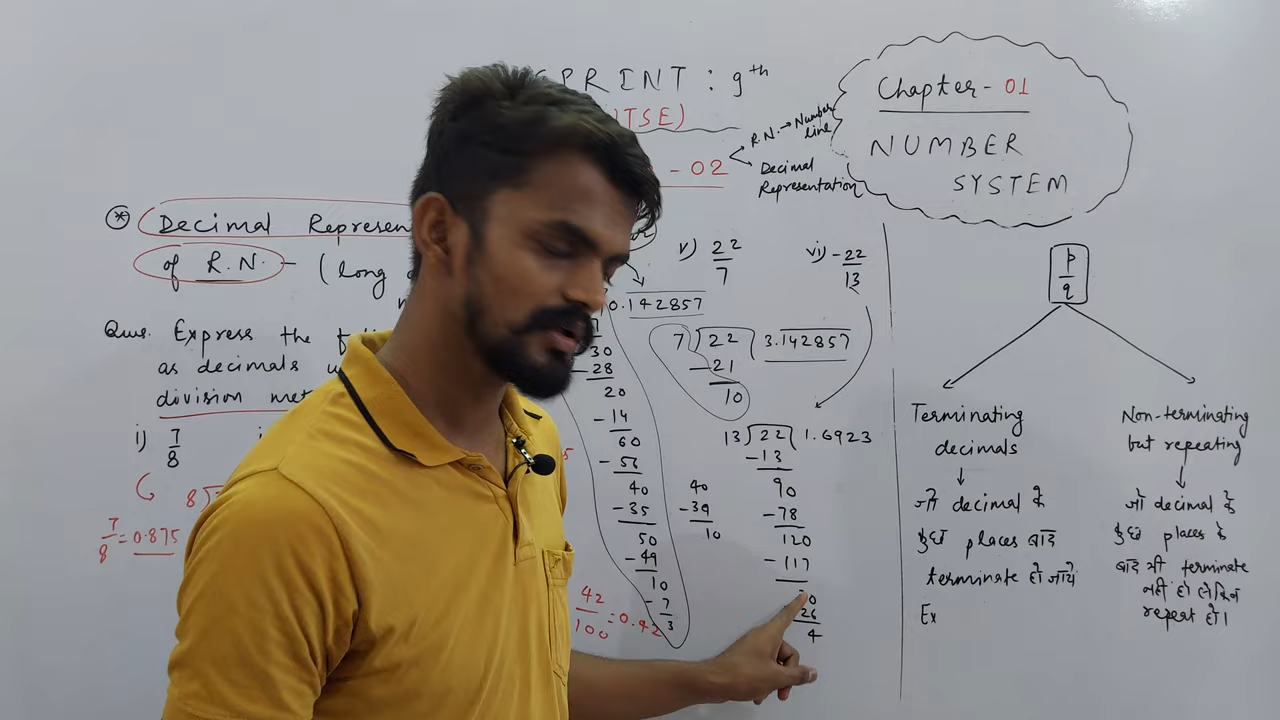 SPRINT : 9th
(NTSE)
- 02
R.N. → Number line
Decimal Representation
Chapter - 01
NUMBER
SYSTEM
* Decimal Represen
of R.N. - (long
Ques. Express the
as decimals
division met
i) 7/8
8
7/8 = 0.875
5
42/100 = 0.42
0.142857
30
- 28
20
- 14
60
- 56
40
- 35
50
- 49
10
- 7
3
v) 22/7
7) 22 ( 3.142857
- 21
10
vi) -22/13
13) 22 ( 1.6923
- 13
90
- 78
120
- 117
30
26
4
40
- 39
10
p/q
Terminating
decimals
जो decimal के
कुछ places बाद
terminate हो जाये
Ex
Non-terminating
but repeating
जो decimal के
कुछ places के
बाद भी terminate
नहीं हो लेकिन
repeat हो।